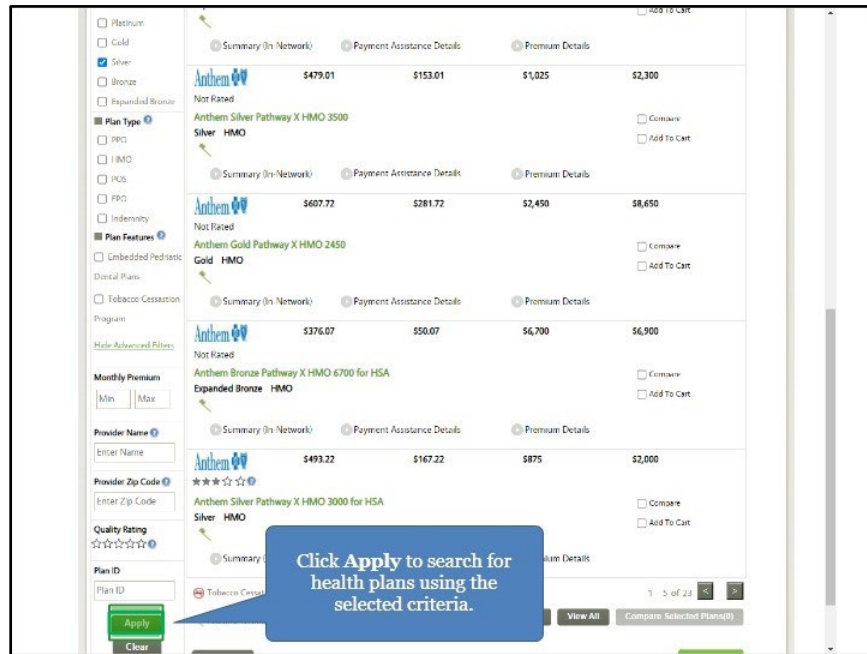 Add To Cart
Platinum
Gold
Silver
Bronze
Expanded Bronze
Plan Type
PPO
HMO
POS
EPO
Indemnity
Plan Features
Embedded Pediatric
Dental Plans
Tobacco Cessation
Program
Hide Advanced Filters
Monthly Premium
Min Max
Provider Name
Enter Name
Provider Zip Code
Enter Zip Code
Quality Rating
Plan ID
Plan ID
Apply
Clear
Summary (In-Network) Payment Assistance Details Premium Details
Anthem $479.01 $153.01 $1,025 $2,300
Not Rated
Anthem Silver Pathway X HMO 3500
Compare
Silver HMO
Add To Cart
Summary (In-Network) Payment Assistance Details Premium Details
Anthem $607.72 $281.72 $2,450 $8,650
Not Rated
Anthem Gold Pathway X HMO 2450
Compare
Gold HMO
Add To Cart
Summary (In-Network) Payment Assistance Details Premium Details
Anthem $376.07 $50.07 $6,700 $6,900
Not Rated
Anthem Bronze Pathway X HMO 6700 for HSA
Compare
Expanded Bronze HMO
Add To Cart
Summary (In-Network) Payment Assistance Details Premium Details
Anthem $493.22 $167.22 $875 $2,000
Anthem Silver Pathway X HMO 3000 for HSA
Compare
Silver HMO
Add To Cart
Summary Details
Click Apply to search for
health plans using the
selected criteria.
Tobacco
1 - 5 of 23 < >
View All Compare Selected Plans(0)